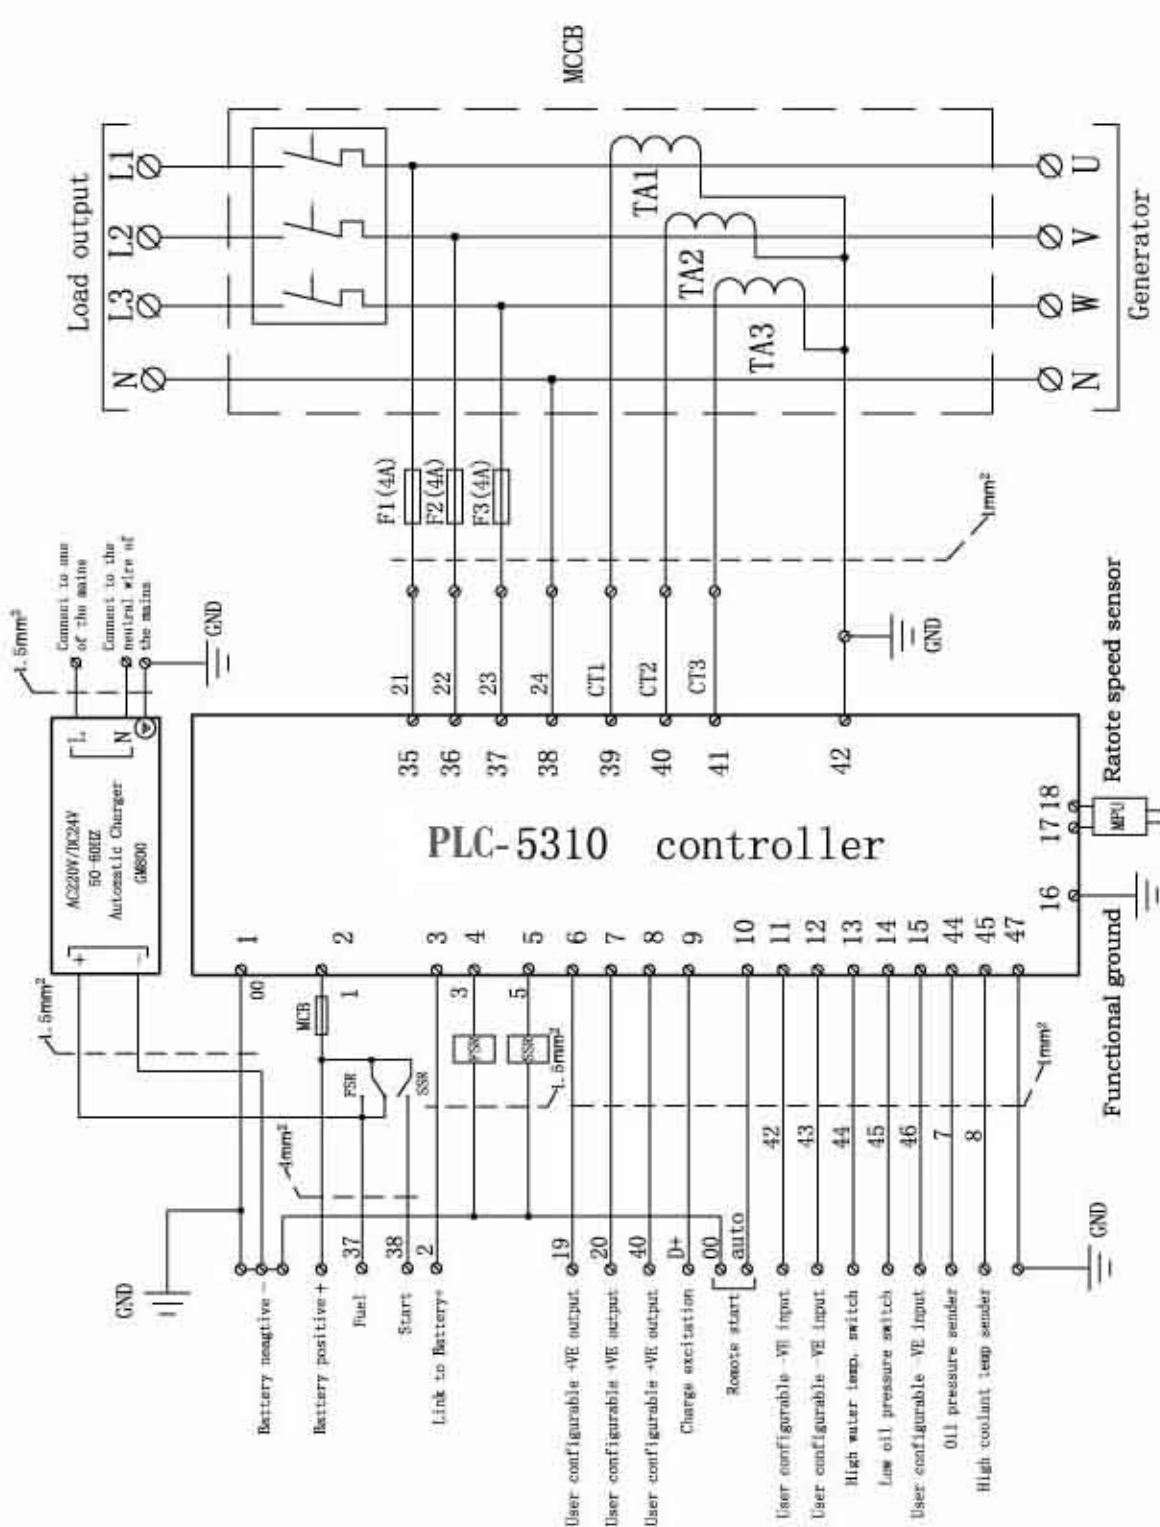 MCCB
Load output
L1
L2
L3
N
U
V
W
N
Generator
TA1
TA2
TA3
F1(4A)
F2(4A)
F3(4A)
1mm²
1.5mm²
Connect to one
of the mains
Connect to the
neutral wire of
the mains
GND
L
N
AC220V/DC24V
50-60HZ
Automatic Charger
GM800
+
-
21
22
23
24
CT1
CT2
CT3
GND
35
36
37
38
39
40
41
42
PLC-5310 controller
16
17
18
MPU
Ratote speed sensor
Functional ground
1
2
3
4
5
6
7
8
9
10
11
12
13
14
15
44
45
47
1.5mm²
00
1
MCB
FSR
SSR
3
5
FSR
SSR
1.5mm²
4mm²
1mm²
42
43
44
45
46
7
8
GND
37
38
2
19
20
40
D+
00
auto
GND
Battery neagtive -
Battery positive +
Fuel
Start
Link to Battery+
User configurable +VE output
User configurable +VE output
User configurable +VE output
Charge excitation
Romote start
User configurable -VE input
User configurable -VE input
High water temp. switch
Low oil pressure switch
User configurable -VE input
Oil pressure sender
High coolant temp sender